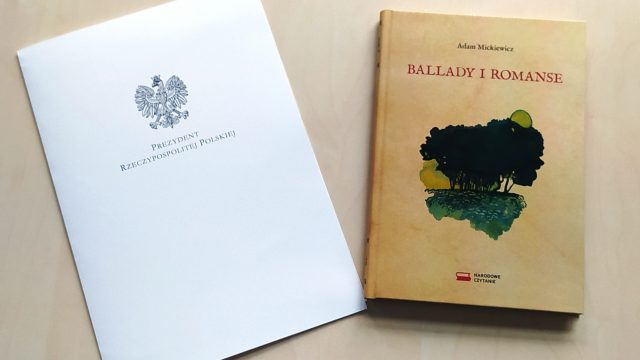 PREZYDENT
RZECZYPOSPOLITEJ POLSKIEJ
Adam Mickiewicz
BALLADY I ROMANSE
NARODOWE
CZYTANIE